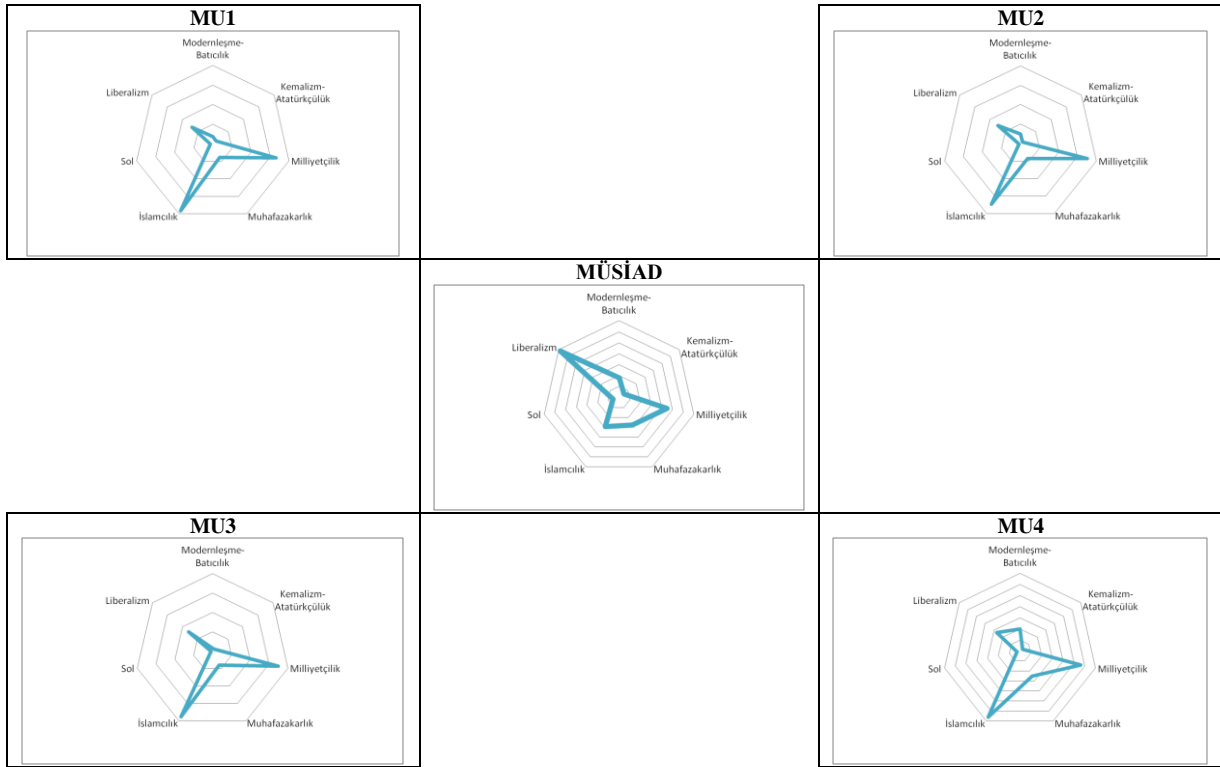 MU1
Modernleşme-
Batıcılık
Kemalizm-
Atatürkçülük
Milliyetçilik
Muhafazakarlık
İslamcılık
Sol
Liberalizm
MU2
Modernleşme-
Batıcılık
Kemalizm-
Atatürkçülük
Milliyetçilik
Muhafazakarlık
İslamcılık
Sol
Liberalizm
MÜSİAD
Modernleşme-
Batıcılık
Kemalizm-
Atatürkçülük
Milliyetçilik
Muhafazakarlık
İslamcılık
Sol
Liberalizm
MU3
Modernleşme-
Batıcılık
Kemalizm-
Atatürkçülük
Milliyetçilik
Muhafazakarlık
İslamcılık
Sol
Liberalizm
MU4
Modernleşme-
Batıcılık
Kemalizm-
Atatürkçülük
Milliyetçilik
Muhafazakarlık
İslamcılık
Sol
Liberalizm